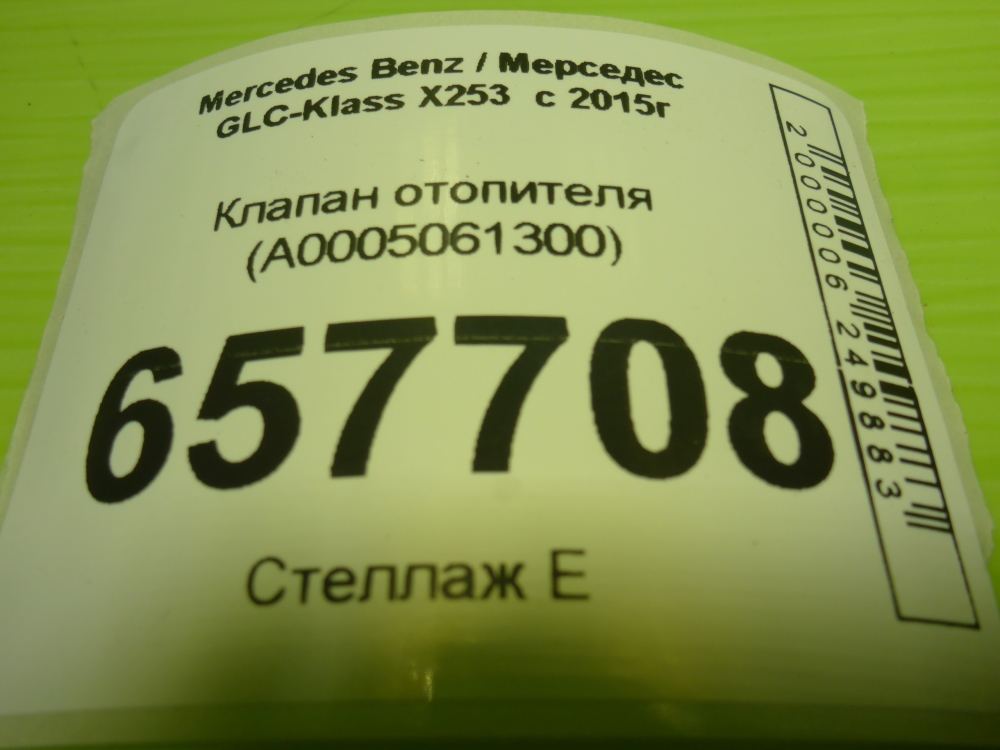 Mercedes Benz / Мерседес
GLC-Klass X253 с 2015г
Клапан отопителя
(A0005061300)
657708
Стеллаж Е
2000006249883